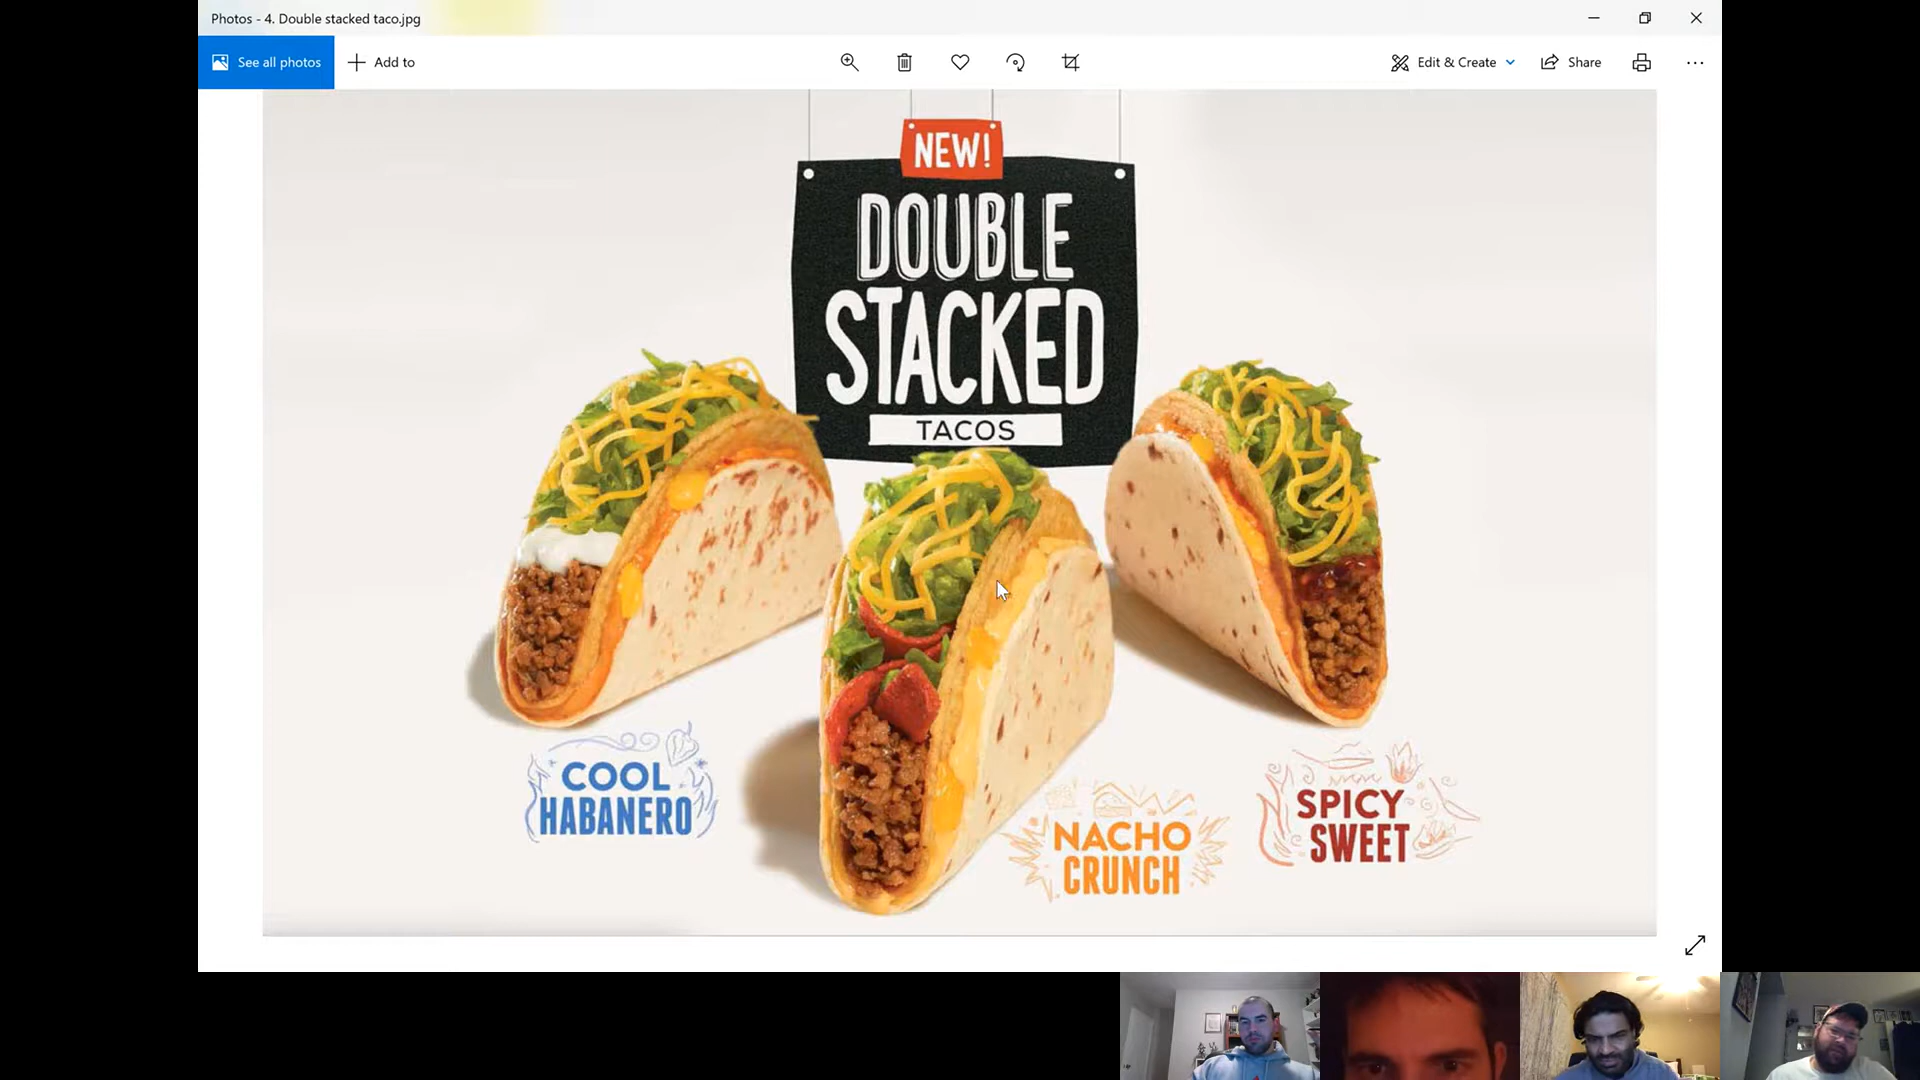 Photos - 4. Double stacked taco.jpg
See all photos
Add to
Edit & Create
Share
NEW!
DOUBLE
STACKED
TACOS
COOL
HABANERO
NACHO
CRUNCH
SPICY
SWEET